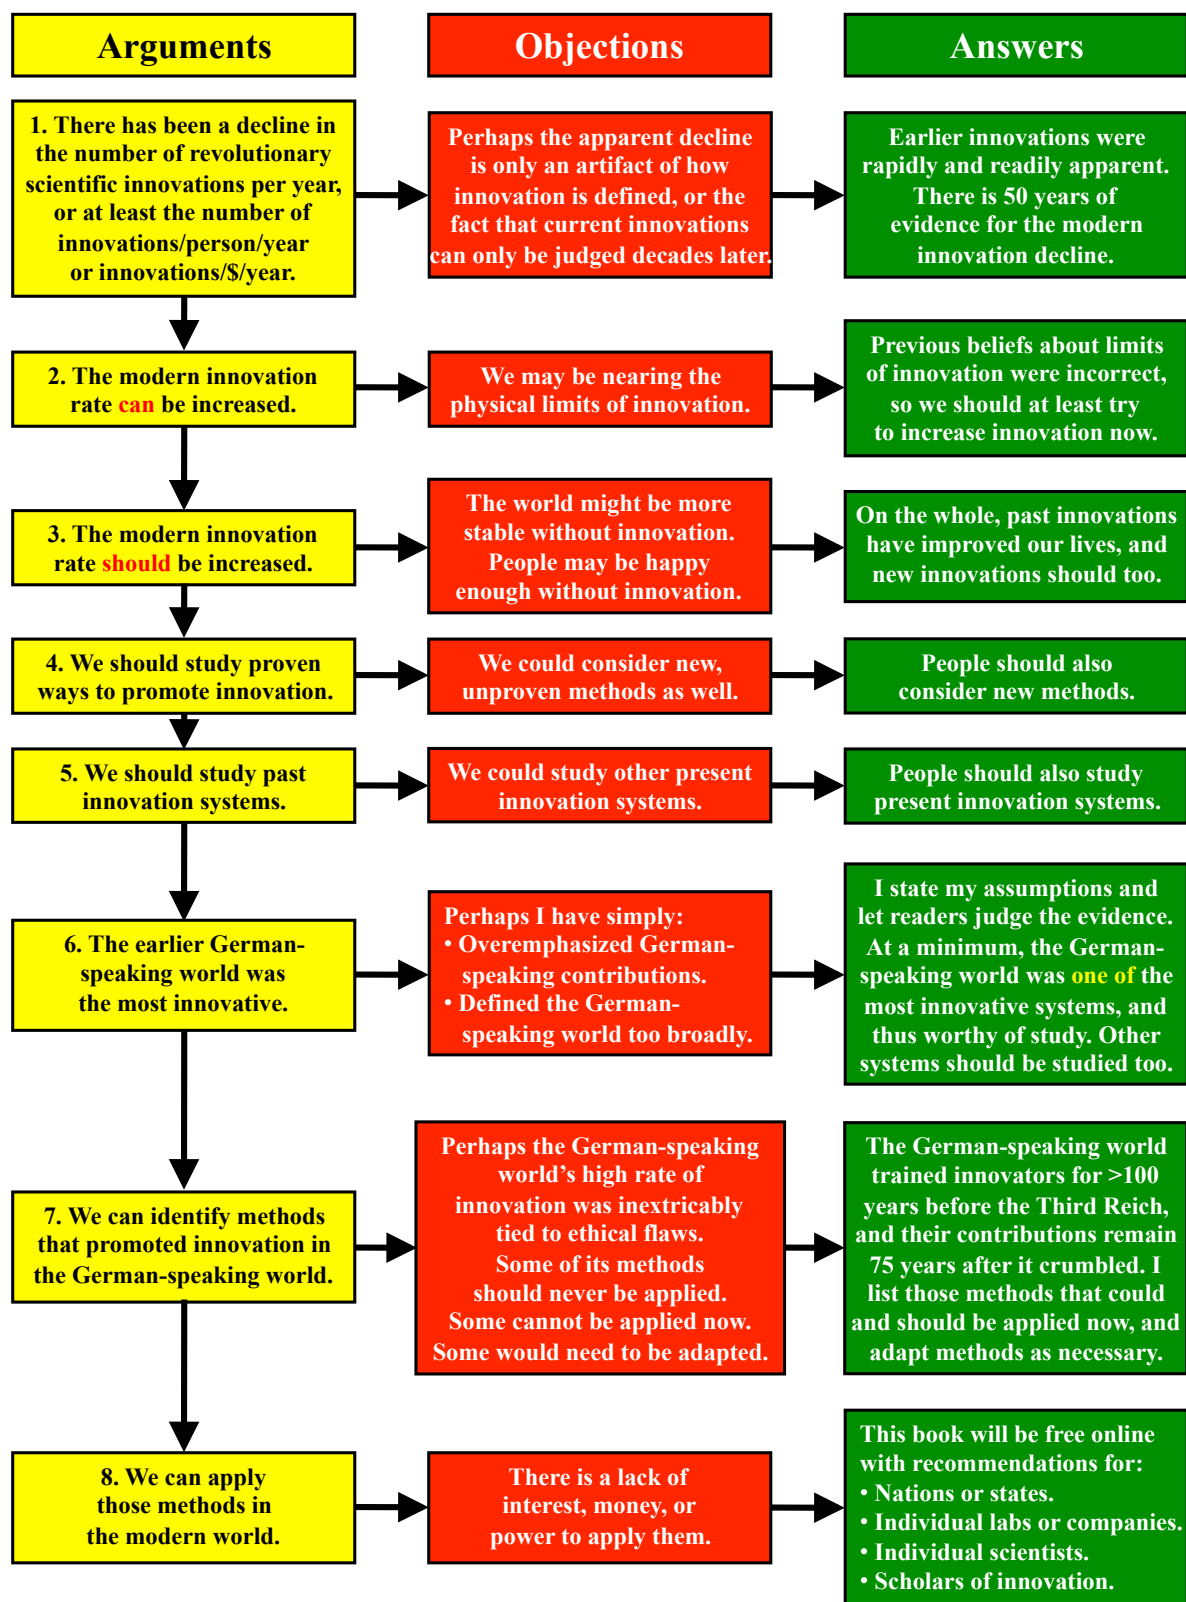 Arguments
Objections
Answers
1. There has been a decline in
the number of revolutionary
scientific innovations per year,
or at least the number of
innovations/person/year
or innovations/$/year.
Perhaps the apparent decline
is only an artifact of how
innovation is defined, or the
fact that current innovations
can only be judged decades later.
Earlier innovations were
rapidly and readily apparent.
There is 50 years of
evidence for the modern
innovation decline.
2. The modern innovation
rate can be increased.
We may be nearing the
physical limits of innovation.
Previous beliefs about limits
of innovation were incorrect,
so we should at least try
to increase innovation now.
3. The modern innovation
rate should be increased.
The world might be more
stable without innovation.
People may be happy
enough without innovation.
On the whole, past innovations
have improved our lives, and
new innovations should too.
4. We should study proven
ways to promote innovation.
We could consider new,
unproven methods as well.
People should also
consider new methods.
5. We should study past
innovation systems.
We could study other present
innovation systems.
People should also study
present innovation systems.
6. The earlier German-
speaking world was
the most innovative.
Perhaps I have simply:
• Overemphasized German-
speaking contributions.
• Defined the German-
speaking world too broadly.
I state my assumptions and
let readers judge the evidence.
At a minimum, the German-
speaking world was one of the
most innovative systems, and
thus worthy of study. Other
systems should be studied too.
7. We can identify methods
that promoted innovation in
the German-speaking world.
Perhaps the German-speaking
world's high rate of
innovation was inextricably
tied to ethical flaws.
Some of its methods
should never be applied.
Some cannot be applied now.
Some would need to be adapted.
The German-speaking world
trained innovators for >100
years before the Third Reich,
and their contributions remain
75 years after it crumbled. I
list those methods that could
and should be applied now, and
adapt methods as necessary.
8. We can apply
those methods in
the modern world.
There is a lack of
interest, money, or
power to apply them.
This book will be free online
with recommendations for:
• Nations or states.
• Individual labs or companies.
• Individual scientists.
• Scholars of innovation.